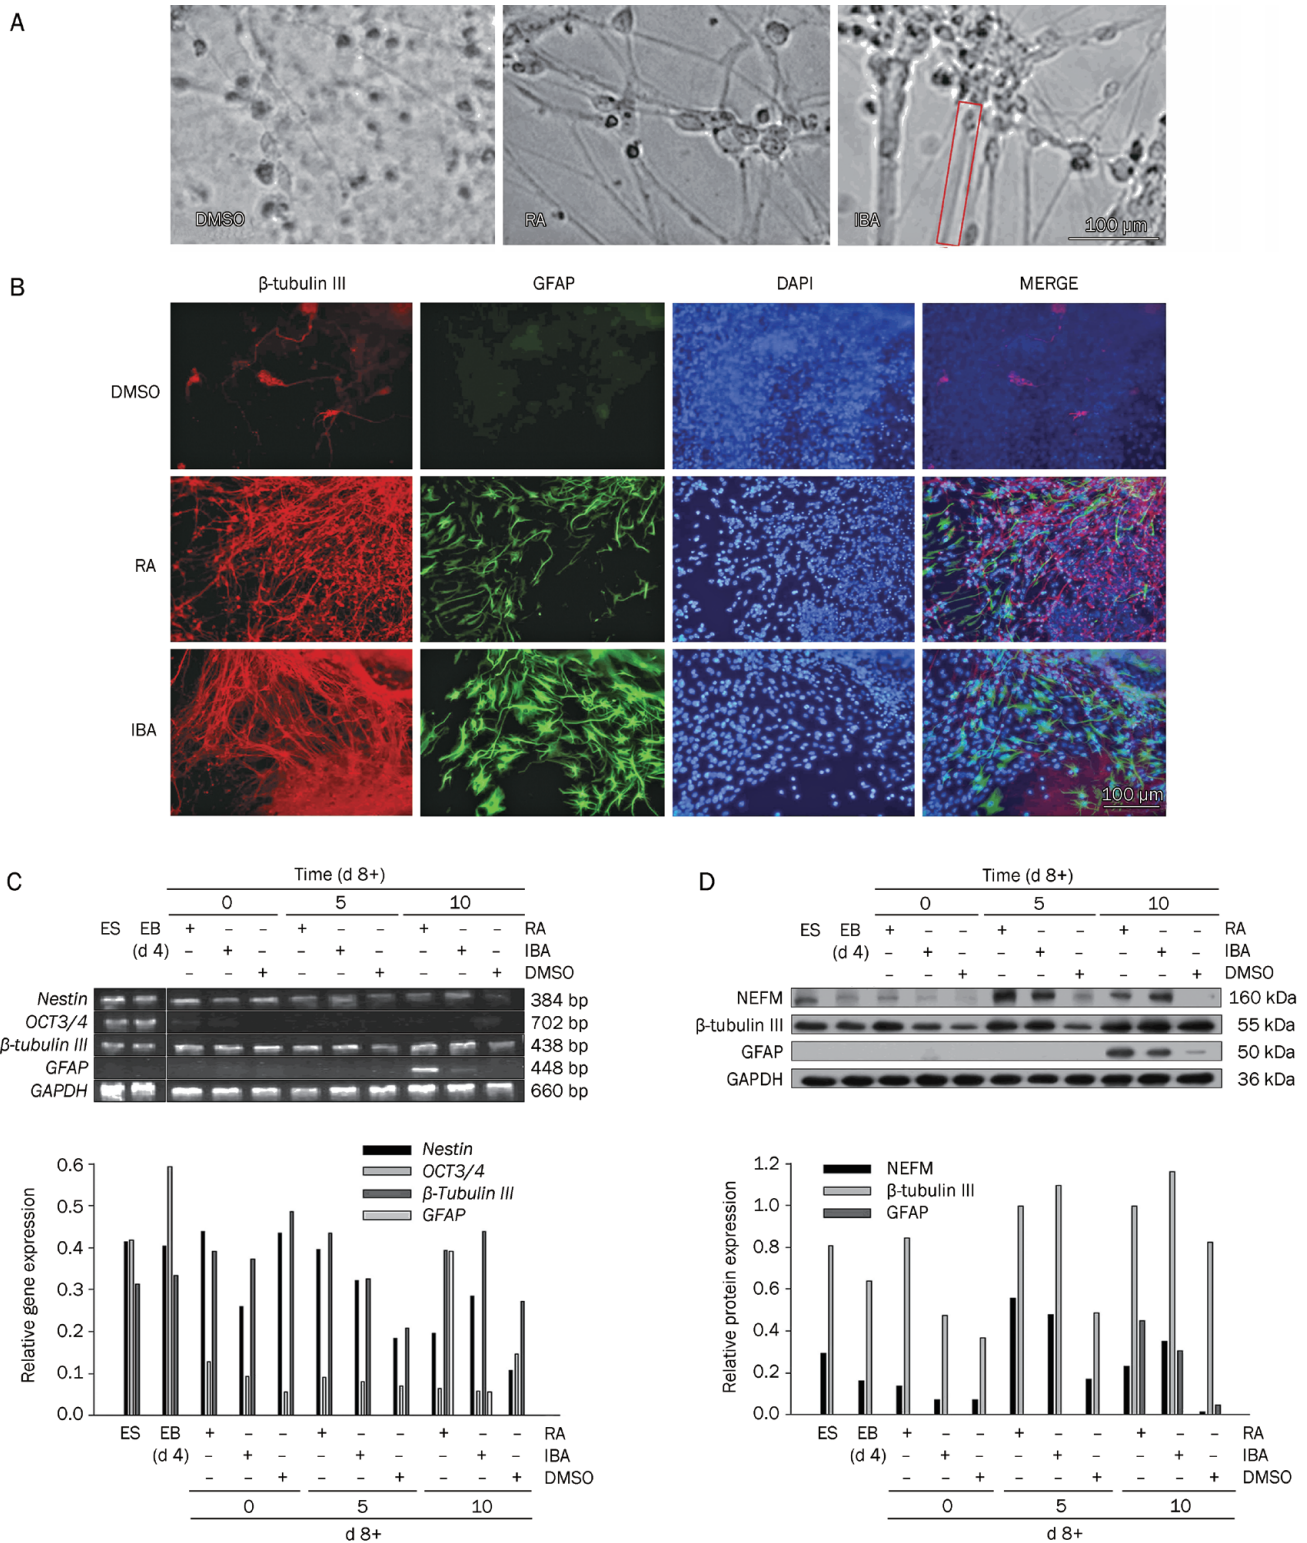 A
DMSO
RA
IBA
100 µm
B
β-tubulin III GFAP DAPI MERGE
DMSO
RA
IBA
100 µm
C
Time (d 8+)
0 5 10
ES EB + – – + – – + – – RA
(d 4) – + – – + – – + – IBA
– – + – – + – – + DMSO
Nestin 384 bp
OCT3/4 702 bp
β-tubulin III 438 bp
GFAP 448 bp
GAPDH 660 bp
Relative gene expression
0.6
0.5
0.4
0.3
0.2
0.1
0.0
Nestin
OCT3/4
β-Tubulin III
GFAP
ES EB + – – + – – + – – RA
(d 4) – + – – + – – + – IBA
– – + – – + – – + DMSO
0 5 10
d 8+
D
Time (d 8+)
0 5 10
ES EB + – – + – – + – – RA
(d 4) – + – – + – – + – IBA
– – + – – + – – + DMSO
NEFM 160 kDa
β-tubulin III 55 kDa
GFAP 50 kDa
GAPDH 36 kDa
Relative protein expression
1.2
1.0
0.8
0.6
0.4
0.2
0.0
NEFM
β-tubulin III
GFAP
ES EB + – – + – – + – – RA
(d 4) – + – – + – – + – IBA
– – + – – + – – + DMSO
0 5 10
d 8+